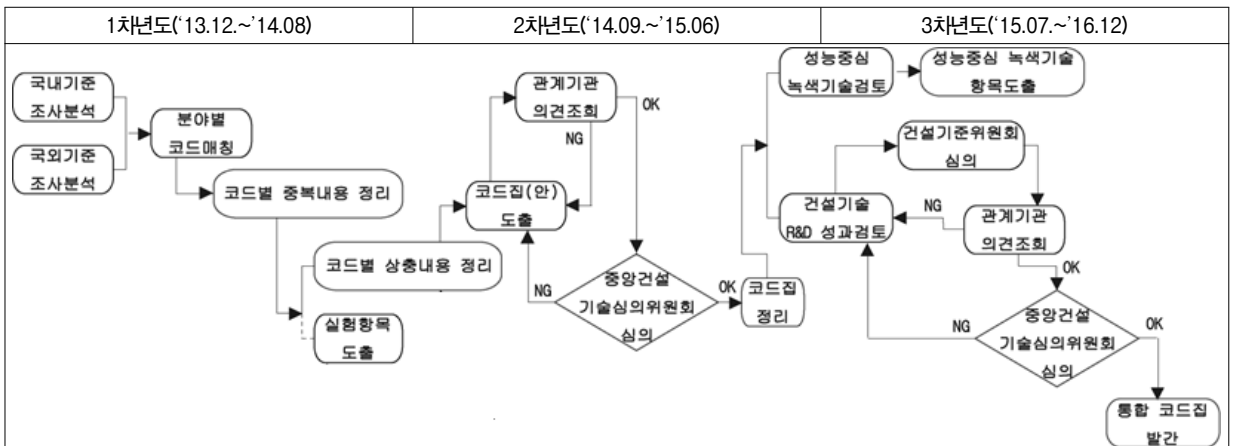 1차년도(‘13.12.~’14.08)
2차년도(‘14.09.~’15.06)
3차년도(‘15.07.~’16.12)
국내기준
조사분석
국외기준
조사분석
분야별
코드매칭
코드별 중복내용 정리
코드별 상충내용 정리
실험항목
도출
관계기관
의견조회
OK
NG
코드집(안)
도출
중앙건설
기술심의위원회
심의
NG
OK
코드집
정리
성능중심
녹색기술검토
성능중심 녹색기술
항목도출
건설기준위원회
심의
건설기술
R&D 성과검토
NG
관계기관
의견조회
OK
중앙건설
기술심의위원회
심의
NG
OK
통합 코드집
발간